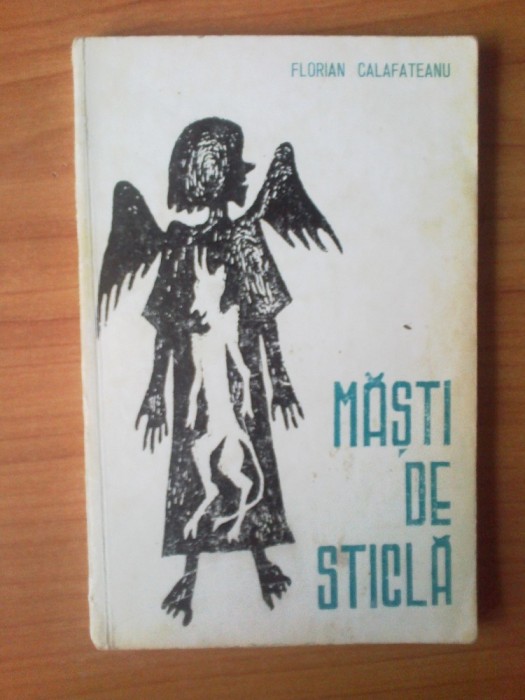 FLORIAN CALAFATEANU
MĂȘTI
DE
STICLĂ